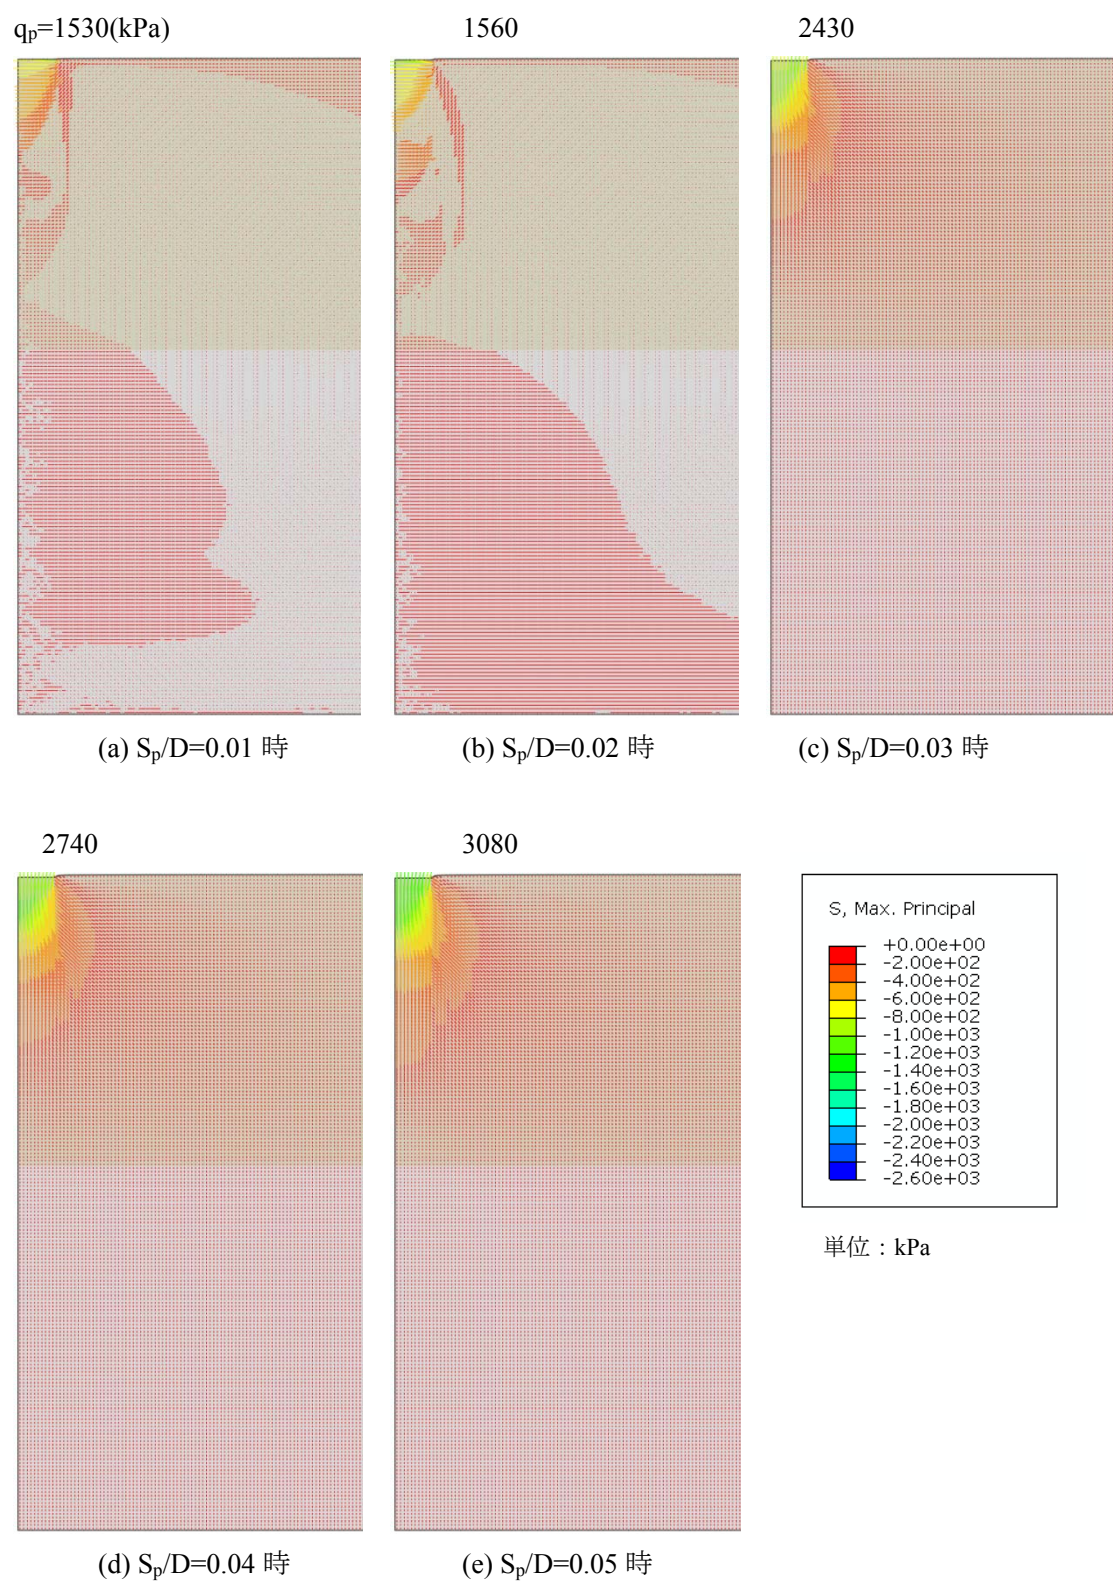 qp=1530(kPa) 1560 2430
(a) Sp/D=0.01 時 (b) Sp/D=0.02 時 (c) Sp/D=0.03 時
2740 3080
S, Max. Principal
+0.00e+00
-2.00e+02
-4.00e+02
-6.00e+02
-8.00e+02
-1.00e+03
-1.20e+03
-1.40e+03
-1.60e+03
-1.80e+03
-2.00e+03
-2.20e+03
-2.40e+03
-2.60e+03
単位：kPa
(d) Sp/D=0.04 時 (e) Sp/D=0.05 時